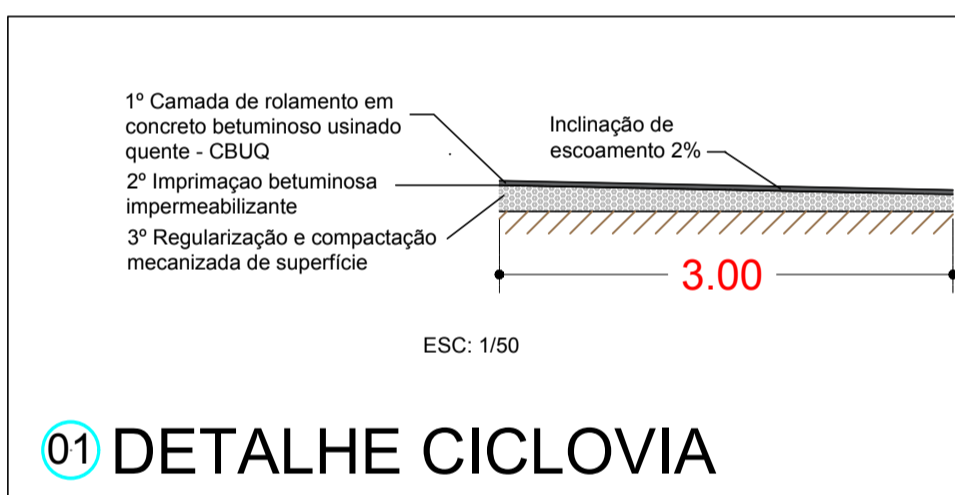 1º Camada de rolamento em
concreto betuminoso usinado
quente - CBUQ
2º Imprimaçao betuminosa
impermeabilizante
3º Regularização e compactação
mecanizada de superfície
Inclinação de
escoamento 2%
3.00
ESC: 1/50
01 DETALHE CICLOVIA